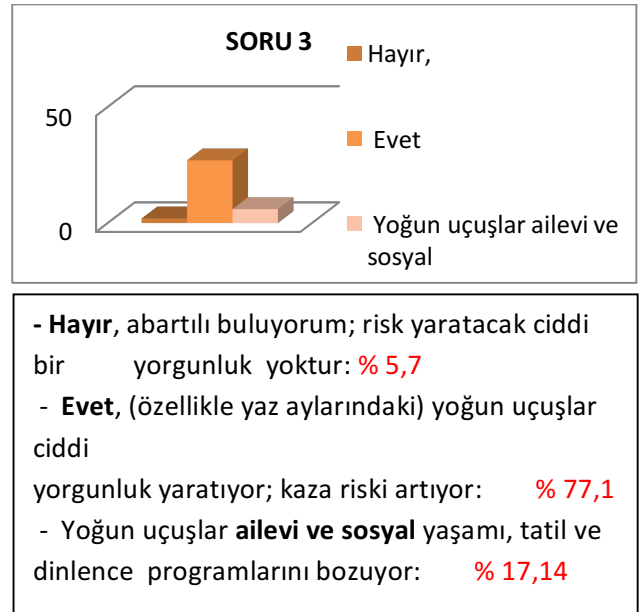 SORU 3
Hayır,
50
Evet
0
Yoğun uçuşlar ailevi ve
sosyal
- Hayır, abartılı buluyorum; risk yaratacak ciddi
bir yorgunluk yoktur: % 5,7
- Evet, (özellikle yaz aylarındaki) yoğun uçuşlar
ciddi
yorgunluk yaratıyor; kaza riski artıyor: % 77,1
- Yoğun uçuşlar ailevi ve sosyal yaşamı, tatil ve
dinlence programlarını bozuyor: % 17,14